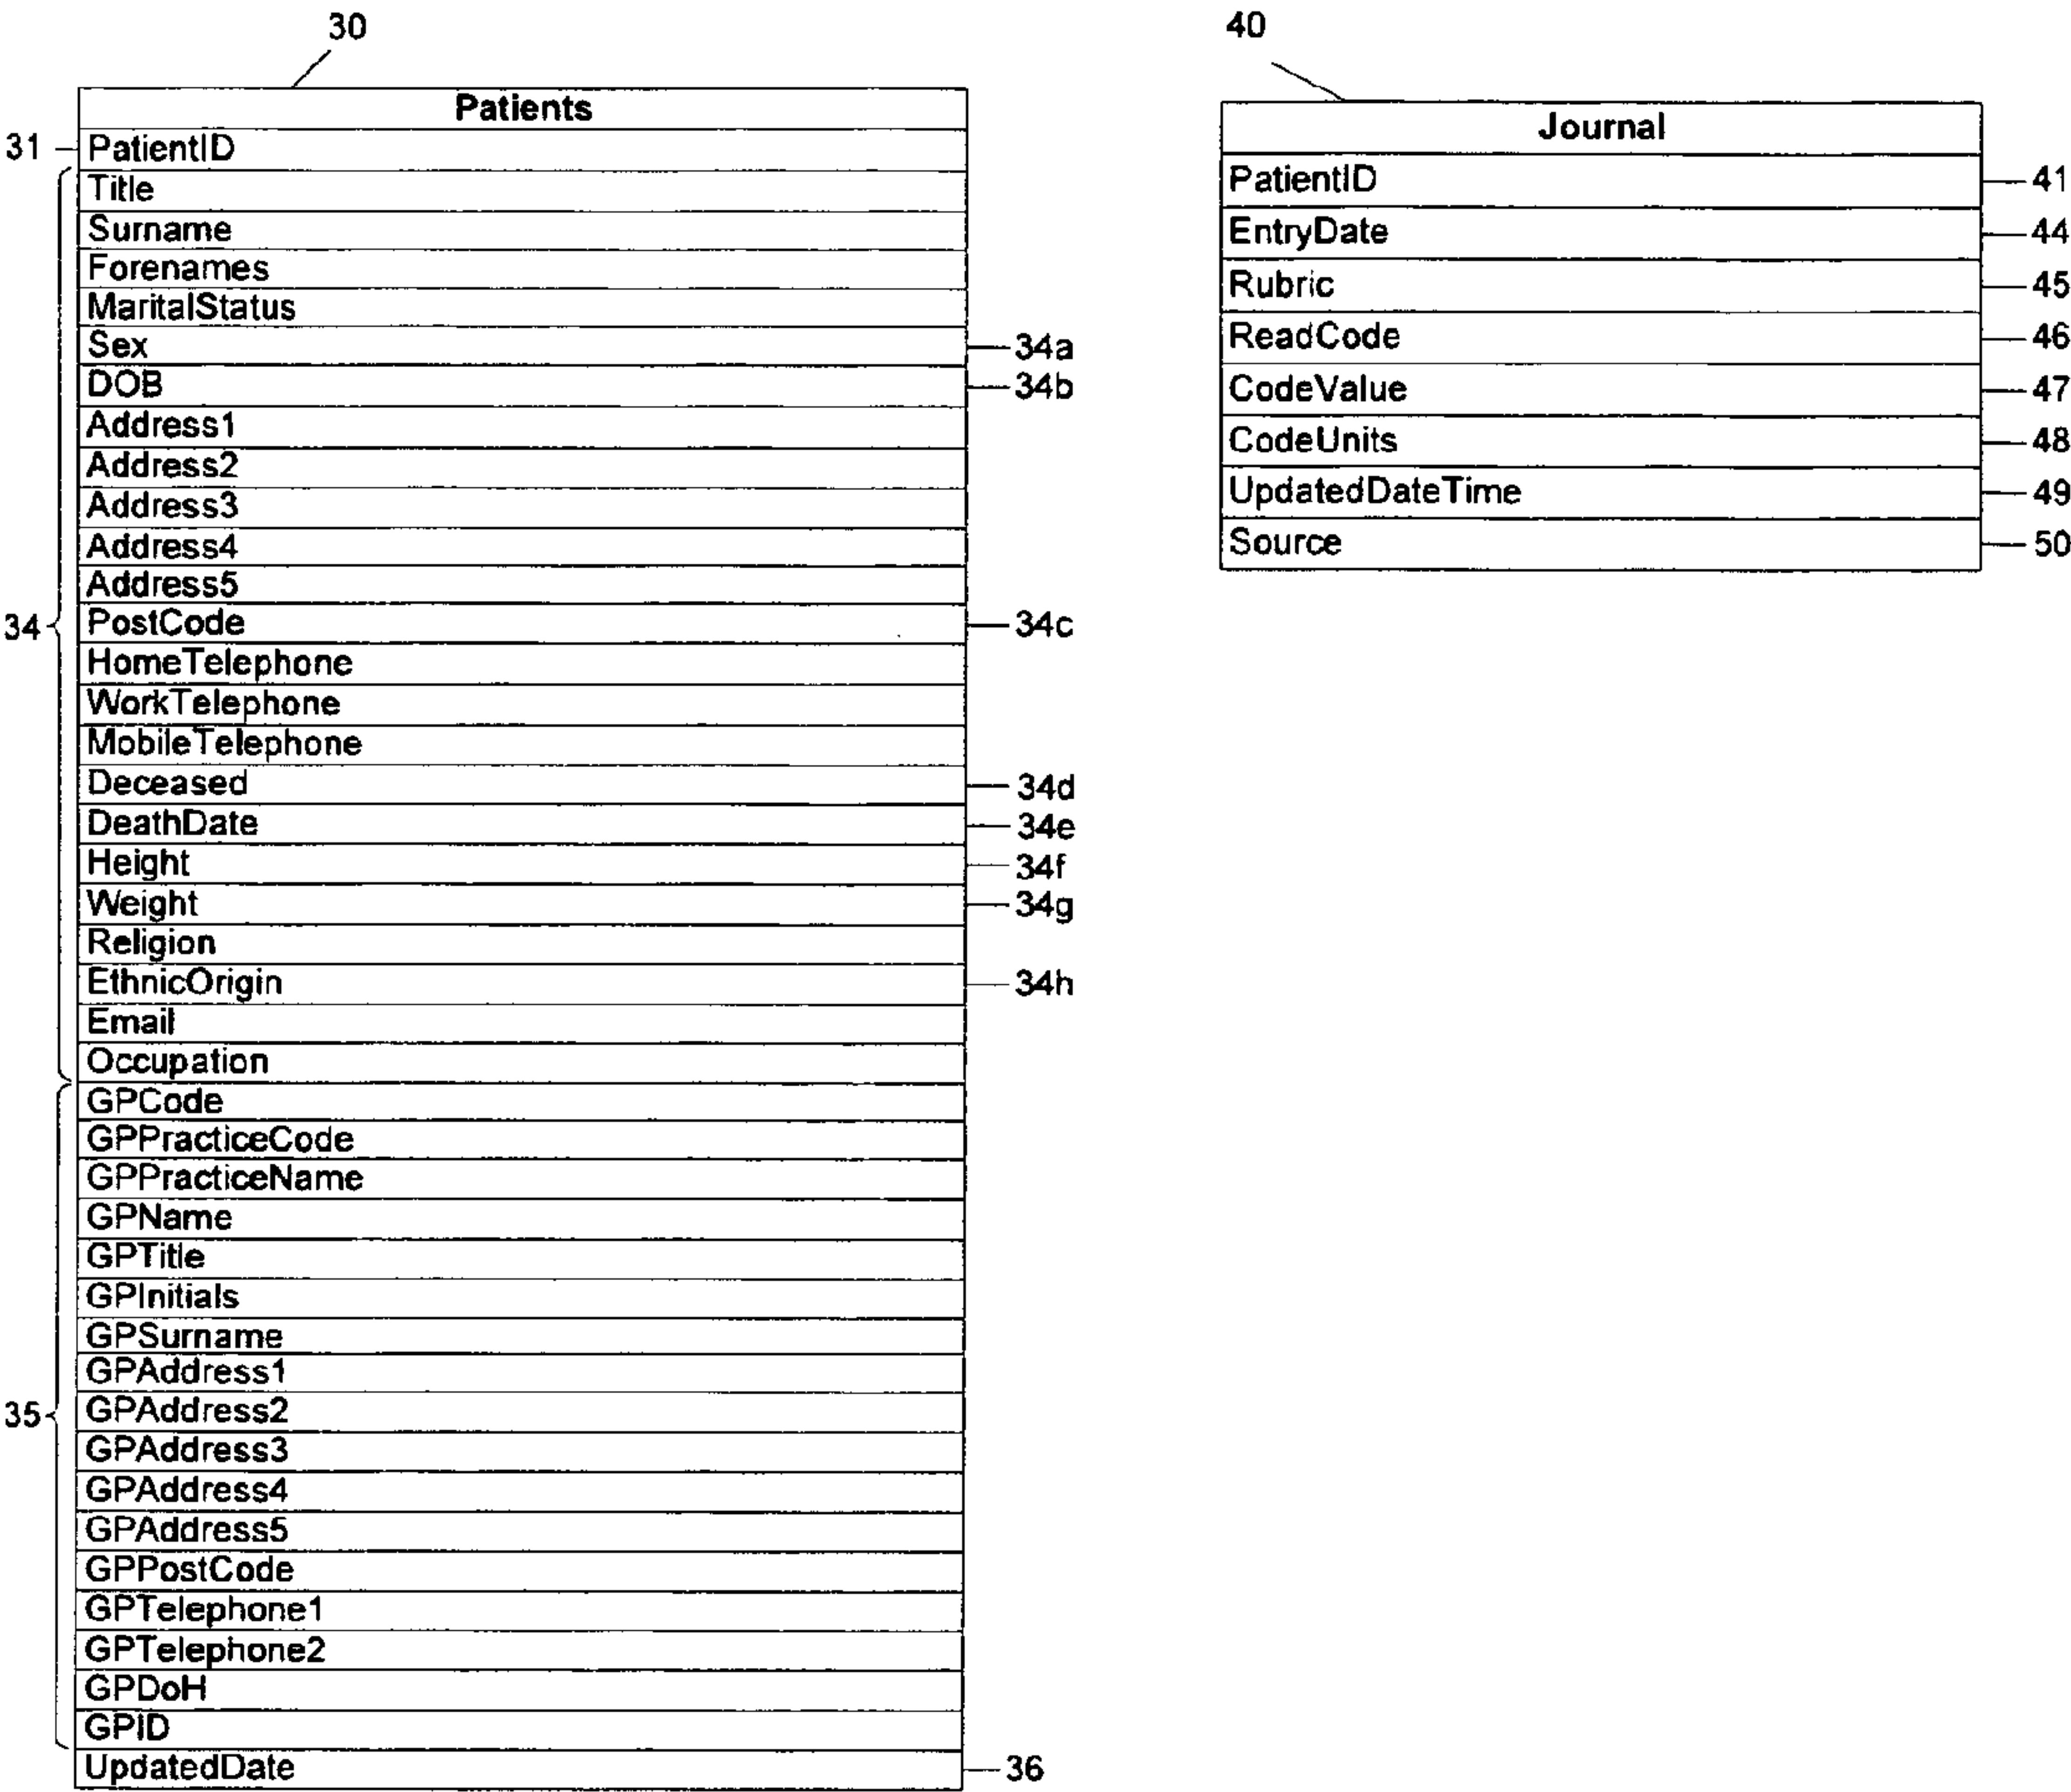 30
Patients
31 PatientID
Title
Surname
Forenames
MaritalStatus
Sex 34a
DOB 34b
Address1
Address2
Address3
Address4
Address5
34 PostCode 34c
HomeTelephone
WorkTelephone
MobileTelephone
Deceased 34d
DeathDate 34e
Height 34f
Weight 34g
Religion
EthnicOrigin 34h
Email
Occupation
GPCode
GPPracticeCode
GPPracticeName
GPName
GPTitle
GPInitials
GPSurname
GPAddress1
35 GPAddress2
GPAddress3
GPAddress4
GPAddress5
GPPostCode
GPTelephone1
GPTelephone2
GPDoH
GPID
UpdatedDate 36
40
Journal
PatientID 41
EntryDate 44
Rubric 45
ReadCode 46
CodeValue 47
CodeUnits 48
UpdatedDateTime 49
Source 50